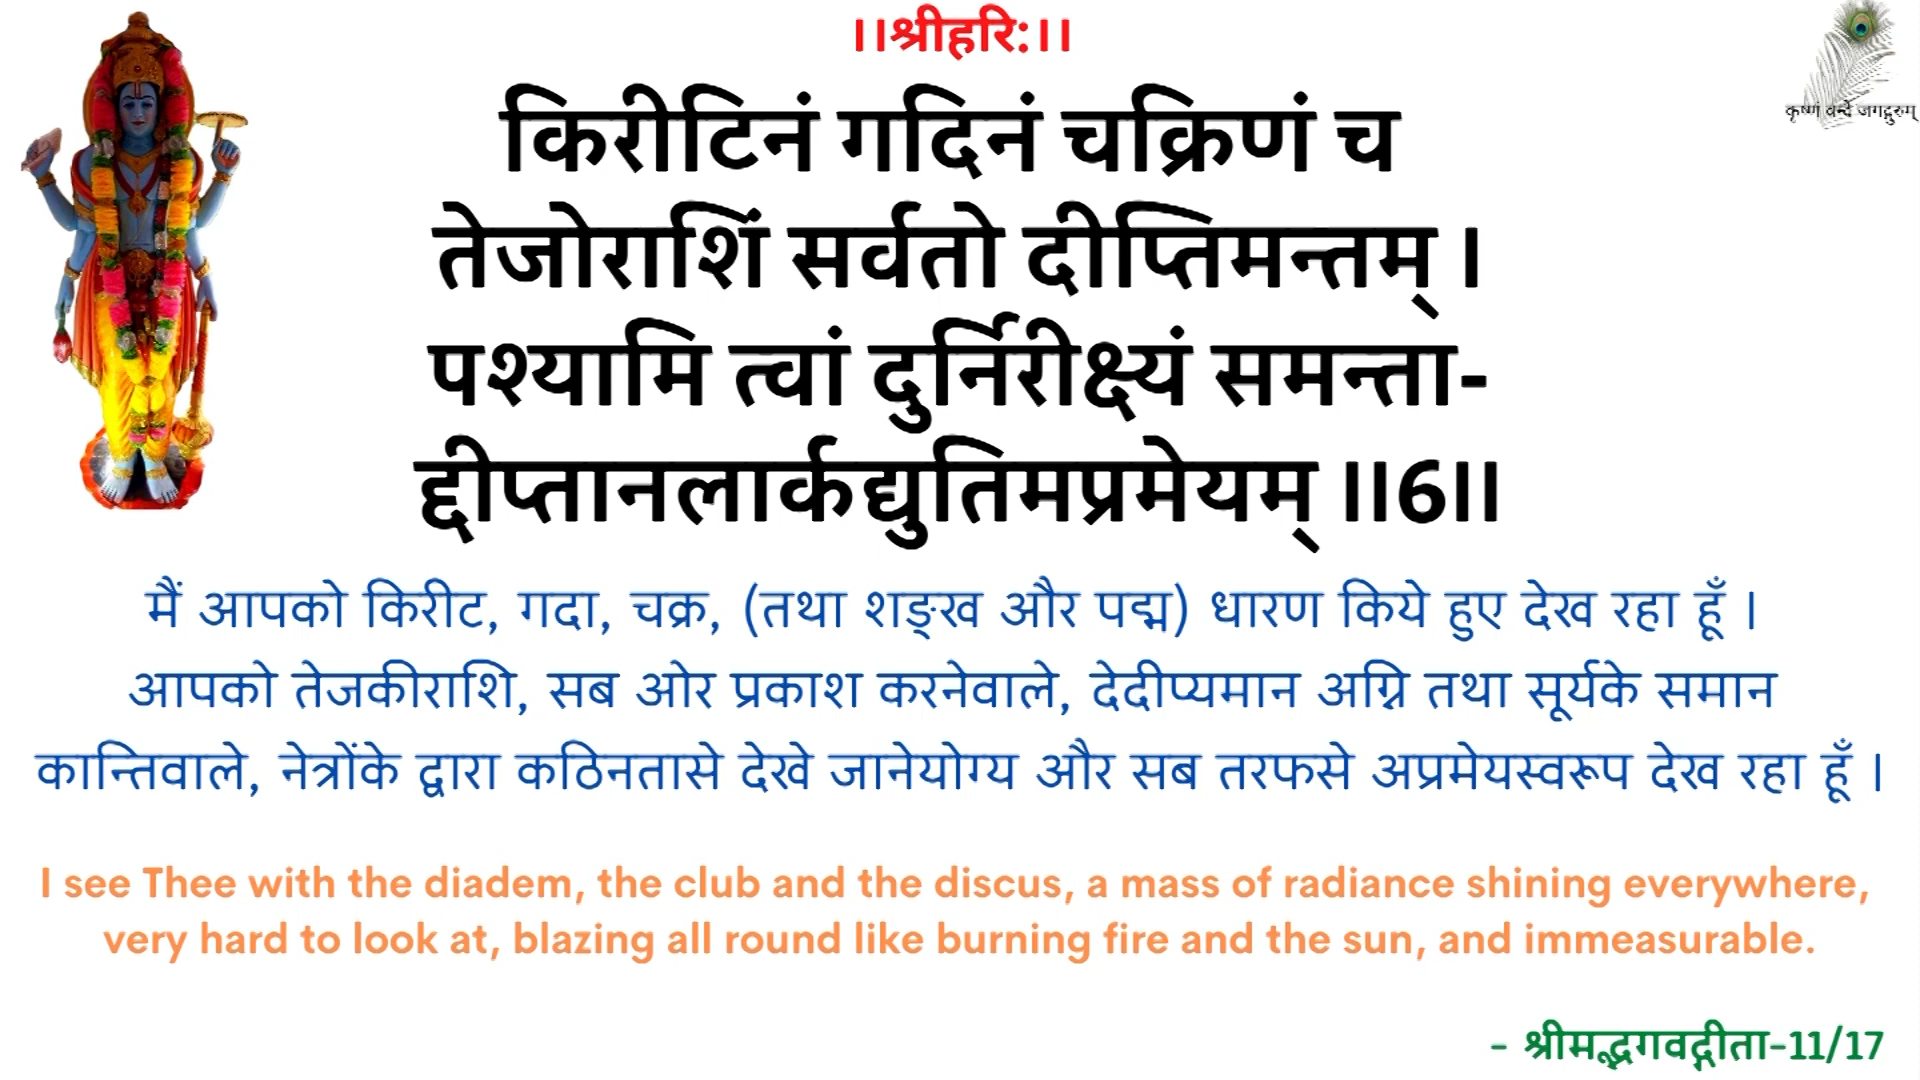 ।।श्रीहरि:।।
कृष्णं वन्दे जगद्गुरुम्
किरीटिनं गदिनं चक्रिणं च
तेजोराशिं सर्वतो दीप्तिमन्तम् ।
पश्यामि त्वां दुर्निरीक्ष्यं समन्ता-
द्दीप्तानलार्कद्युतिमप्रमेयम् ।।6।।
मैं आपको किरीट, गदा, चक्र, (तथा शङ्ख और पद्म) धारण किये हुए देख रहा हूँ ।
आपको तेजकीराशि, सब ओर प्रकाश करनेवाले, देदीप्यमान अग्नि तथा सूर्यके समान
कान्तिवाले, नेत्रोंके द्वारा कठिनतासे देखे जानेयोग्य और सब तरफसे अप्रमेयस्वरूप देख रहा हूँ ।
I see Thee with the diadem, the club and the discus, a mass of radiance shining everywhere,
very hard to look at, blazing all round like burning fire and the sun, and immeasurable.
- श्रीमद्भगवद्गीता-11/17